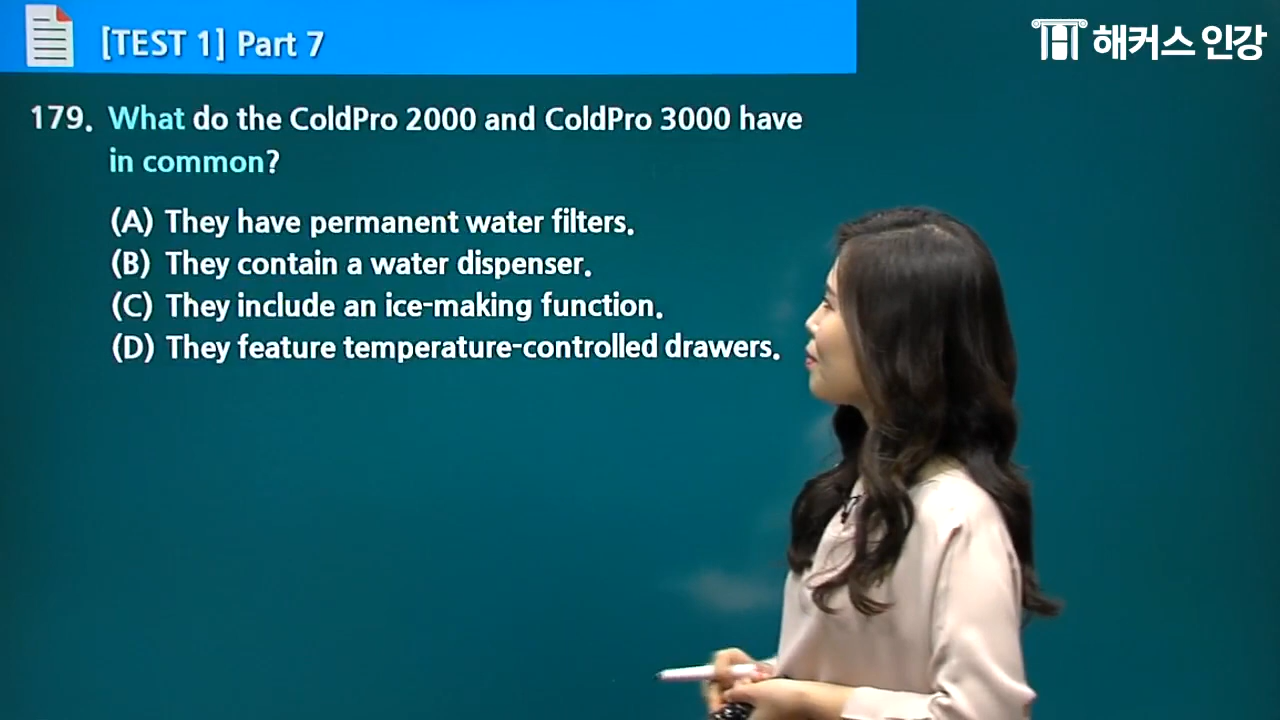 [TEST 1] Part 7
해커스 인강
179. What do the ColdPro 2000 and ColdPro 3000 have
in common?
(A) They have permanent water filters.
(B) They contain a water dispenser.
(C) They include an ice-making function.
(D) They feature temperature-controlled drawers.